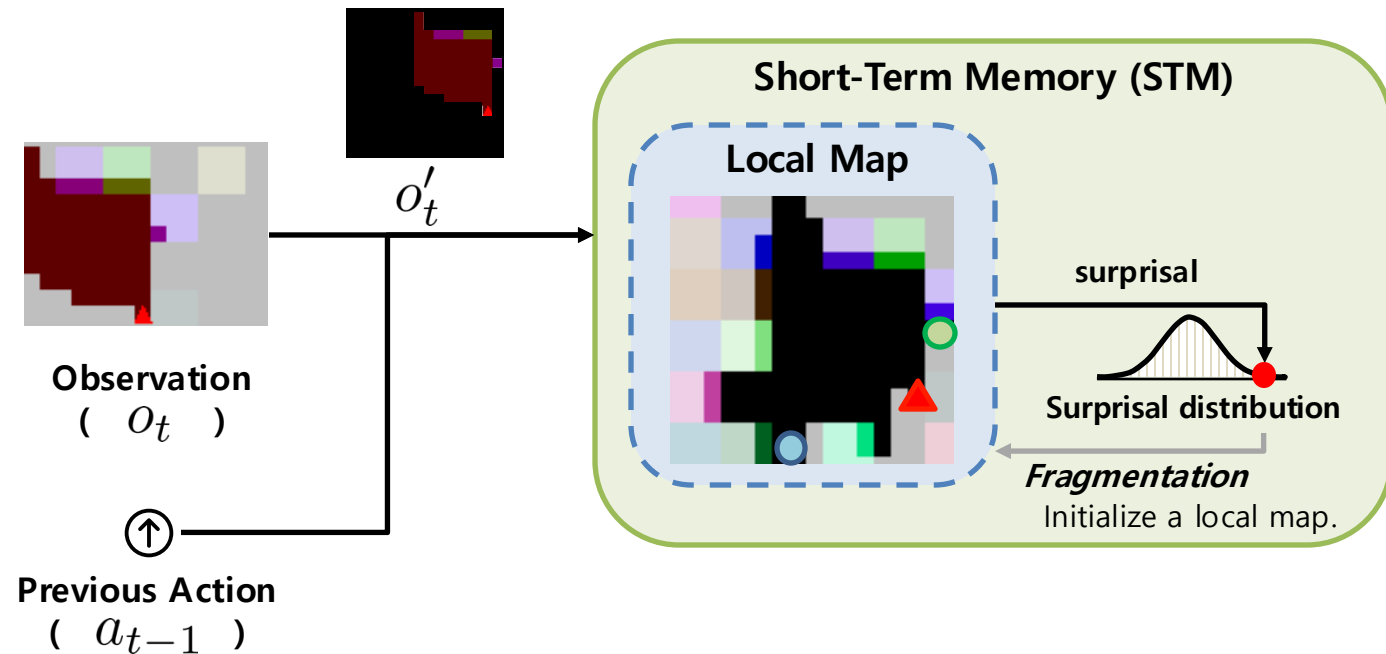 o′ₜ
Observation
( oₜ )
Previous Action
( aₜ₋₁ )
Short-Term Memory (STM)
Local Map
surprisal
Surprisal distribution
Fragmentation
Initialize a local map.